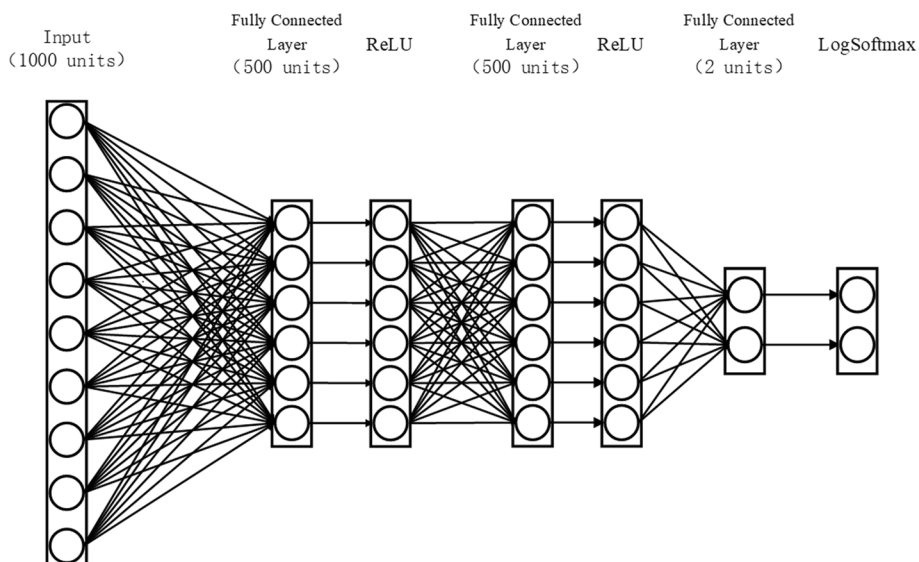 Input
(1000 units)
Fully Connected
Layer
(500 units)
ReLU
Fully Connected
Layer
(500 units)
ReLU
Fully Connected
Layer
(2 units)
LogSoftmax